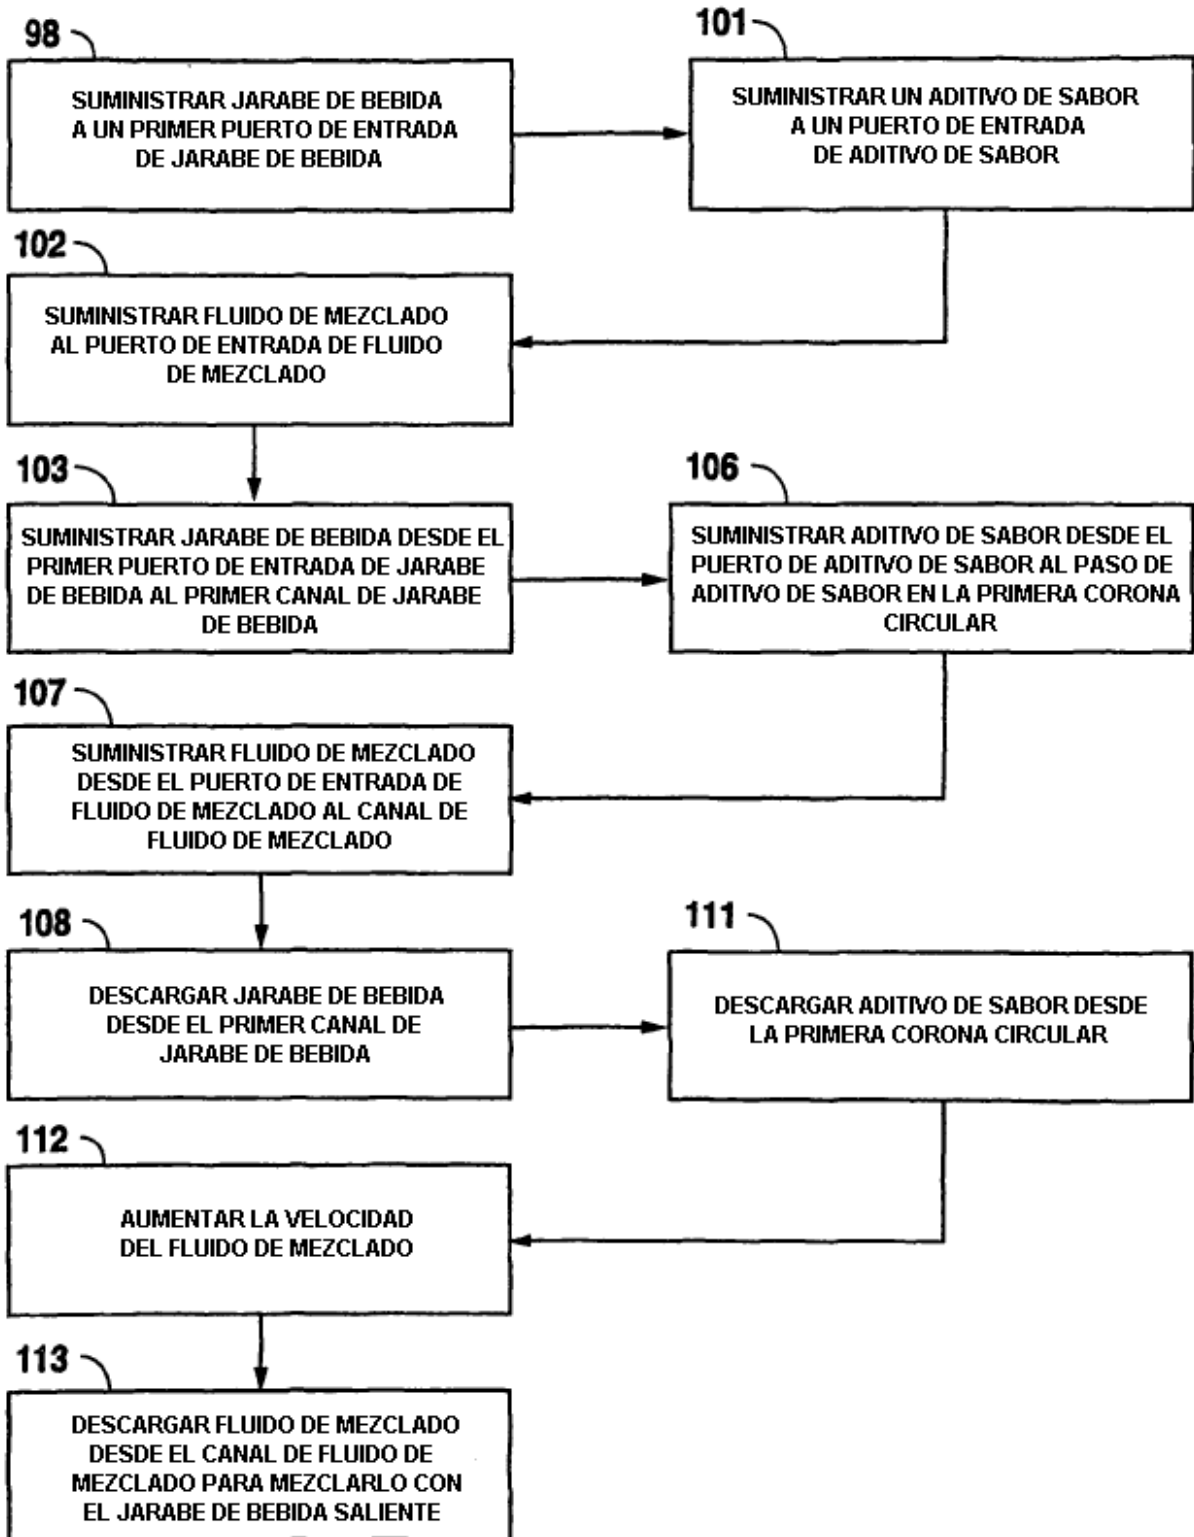 98
SUMINISTRAR JARABE DE BEBIDA
A UN PRIMER PUERTO DE ENTRADA
DE JARABE DE BEBIDA
101
SUMINISTRAR UN ADITIVO DE SABOR
A UN PUERTO DE ENTRADA
DE ADITIVO DE SABOR
102
SUMINISTRAR FLUIDO DE MEZCLADO
AL PUERTO DE ENTRADA DE FLUIDO
DE MEZCLADO
103
SUMINISTRAR JARABE DE BEBIDA DESDE EL
PRIMER PUERTO DE ENTRADA DE JARABE
DE BEBIDA AL PRIMER CANAL DE JARABE
DE BEBIDA
106
SUMINISTRAR ADITIVO DE SABOR DESDE EL
PUERTO DE ADITIVO DE SABOR AL PASO DE
ADITIVO DE SABOR EN LA PRIMERA CORONA
CIRCULAR
107
SUMINISTRAR FLUIDO DE MEZCLADO
DESDE EL PUERTO DE ENTRADA DE
FLUIDO DE MEZCLADO AL CANAL DE
FLUIDO DE MEZCLADO
108
DESCARGAR JARABE DE BEBIDA
DESDE EL PRIMER CANAL DE
JARABE DE BEBIDA
111
DESCARGAR ADITIVO DE SABOR DESDE
LA PRIMERA CORONA CIRCULAR
112
AUMENTAR LA VELOCIDAD
DEL FLUIDO DE MEZCLADO
113
DESCARGAR FLUIDO DE MEZCLADO
DESDE EL CANAL DE FLUIDO DE
MEZCLADO PARA MEZCLARLO CON
EL JARABE DE BEBIDA SALIENTE